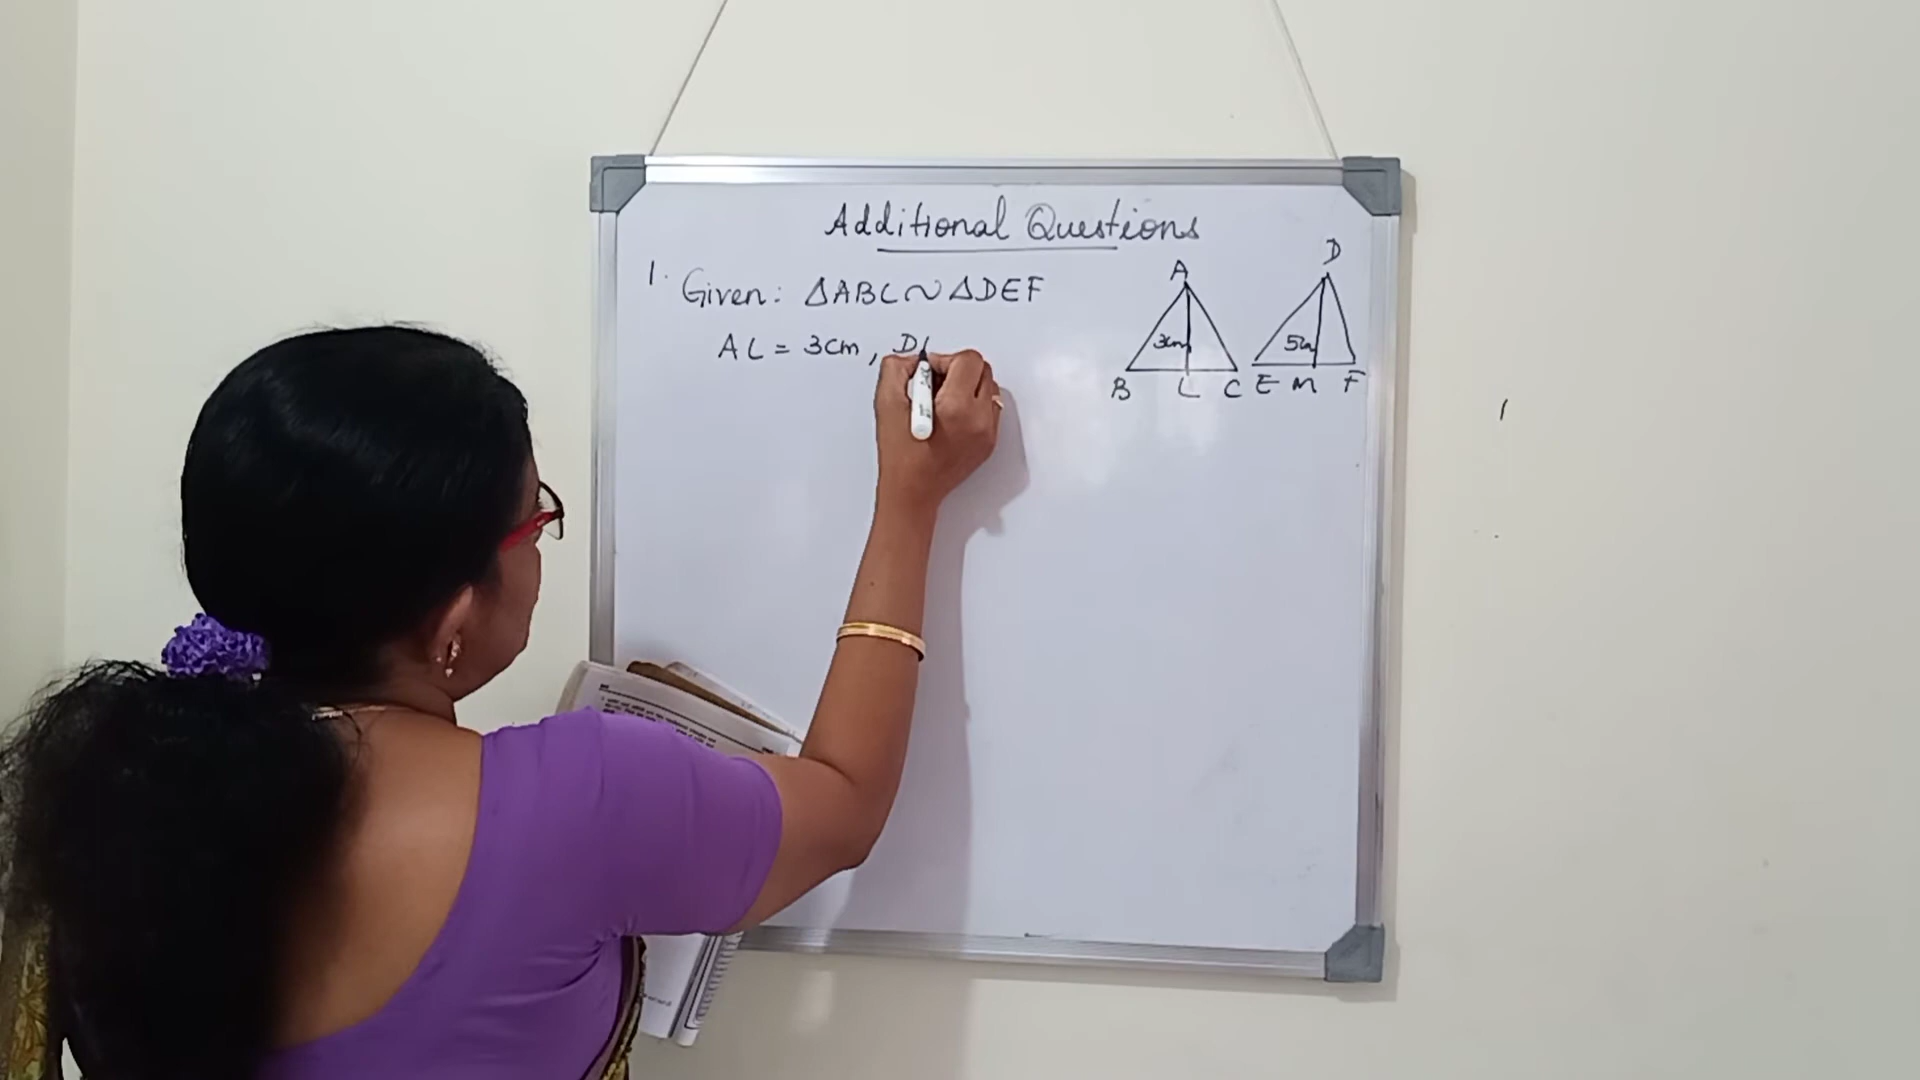 Additional Questions
1. Given: ΔABC ~ ΔDEF
AL = 3cm, D
A
D
3cm
5cm
B L C E M F